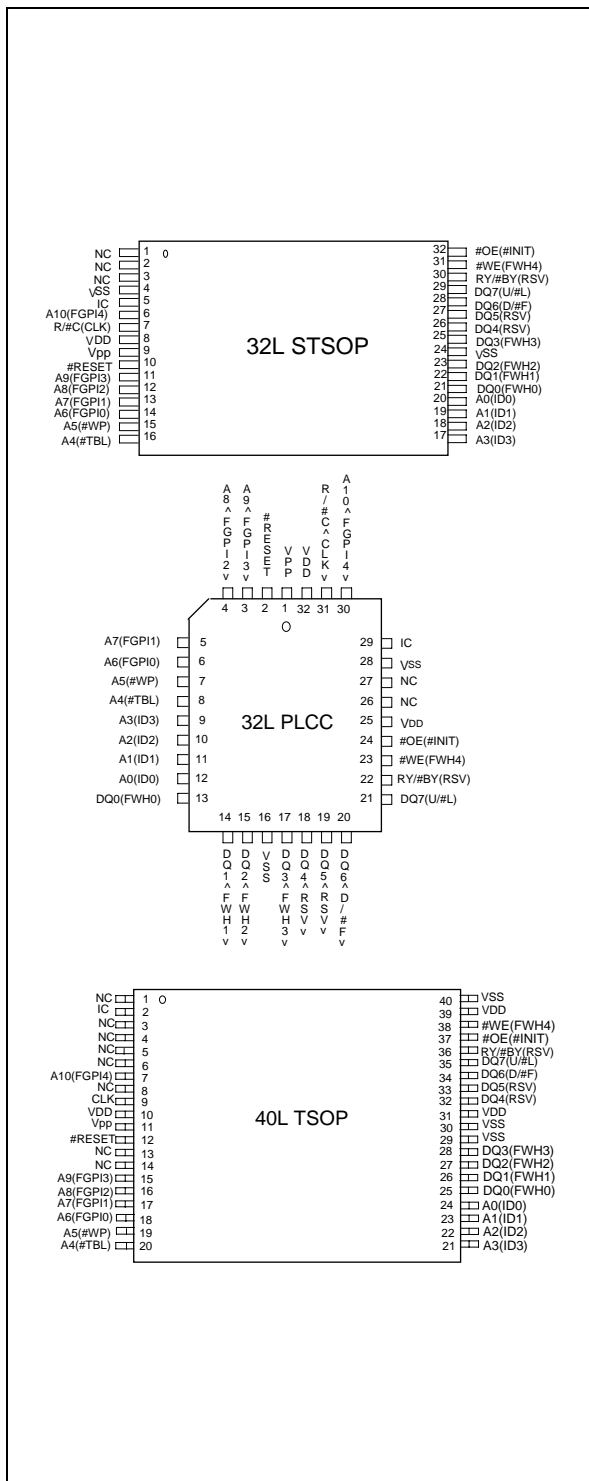 NC 1
NC 2
NC 3
VSS 4
IC 5
A10(FGPI4) 6
R/#C(CLK) 7
VDD 8
Vpp 9
#RESET 10
A9(FGPI3) 11
A8(FGPI2) 12
A7(FGPI1) 13
A6(FGPI0) 14
A5(#WP) 15
A4(#TBL) 16
32L STSOP
32 #OE(#INIT)
31 #WE(FWH4)
30 RY/#BY(RSV)
29 DQ7(U/#L)
28 DQ6(D/#F)
27 DQ5(RSV)
26 DQ4(RSV)
25 DQ3(FWH3)
24 VSS
23 DQ2(FWH2)
22 DQ1(FWH1)
21 DQ0(FWH0)
20 A0(ID0)
19 A1(ID1)
18 A2(ID2)
17 A3(ID3)
A8^FGPI2v
A9^FGPI3v
#RESET
VPP
VDD
R/#C^CLKv
A10^FGPI4v
4 3 2 1 32 31 30
A7(FGPI1) 5
A6(FGPI0) 6
A5(#WP) 7
A4(#TBL) 8
A3(ID3) 9
A2(ID2) 10
A1(ID1) 11
A0(ID0) 12
DQ0(FWH0) 13
32L PLCC
29 IC
28 VSS
27 NC
26 NC
25 VDD
24 #OE(#INIT)
23 #WE(FWH4)
22 RY/#BY(RSV)
21 DQ7(U/#L)
14 15 16 17 18 19 20
DQ1^FWH1v
DQ2^FWH2v
VSS
DQ3^FWH3v
DQ4^RSVv
DQ5^RSVv
DQ6^D/#Fv
NC 1
IC 2
NC 3
NC 4
NC 5
NC 6
A10(FGPI4) 7
NC 8
CLK 9
VDD 10
Vpp 11
#RESET 12
NC 13
NC 14
A9(FGPI3) 15
A8(FGPI2) 16
A7(FGPI1) 17
A6(FGPI0) 18
A5(#WP) 19
A4(#TBL) 20
40L TSOP
40 VSS
39 VDD
38 #WE(FWH4)
37 #OE(#INIT)
36 RY/#BY(RSV)
35 DQ7(U/#L)
34 DQ6(D/#F)
33 DQ5(RSV)
32 DQ4(RSV)
31 VDD
30 VSS
29 VSS
28 DQ3(FWH3)
27 DQ2(FWH2)
26 DQ1(FWH1)
25 DQ0(FWH0)
24 A0(ID0)
23 A1(ID1)
22 A2(ID2)
21 A3(ID3)